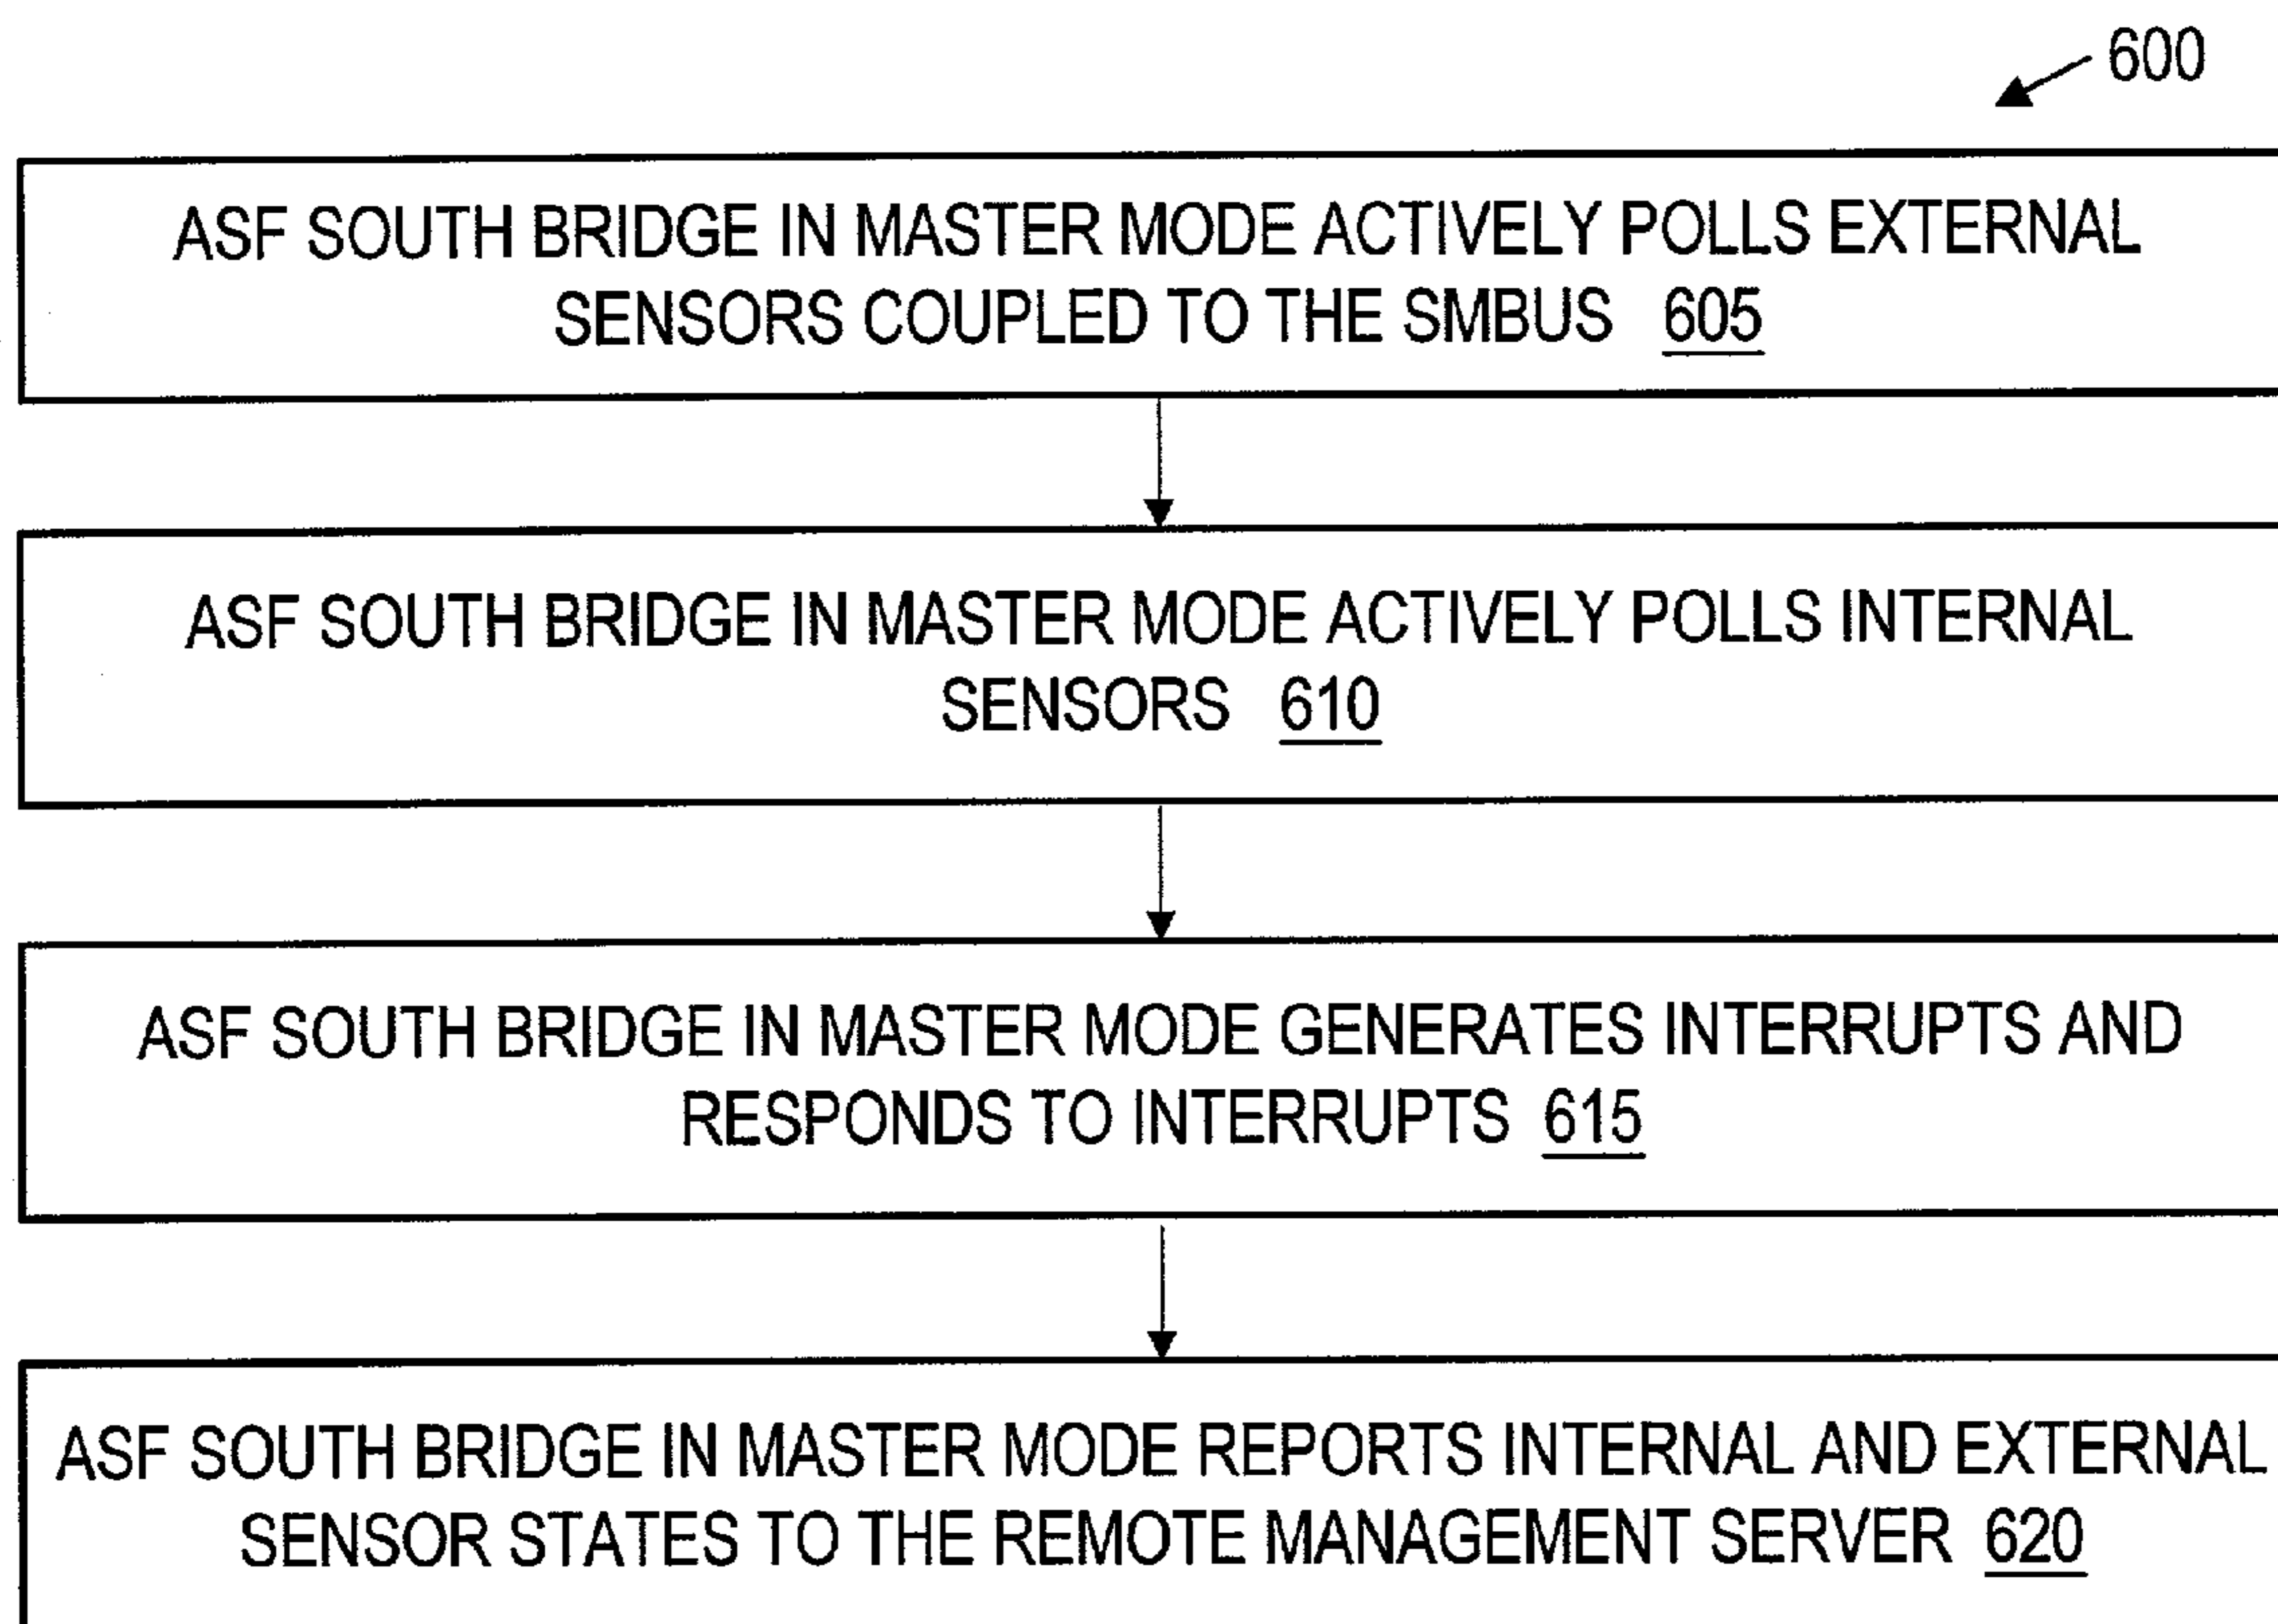 600
ASF SOUTH BRIDGE IN MASTER MODE ACTIVELY POLLS EXTERNAL
SENSORS COUPLED TO THE SMBUS 605
ASF SOUTH BRIDGE IN MASTER MODE ACTIVELY POLLS INTERNAL
SENSORS 610
ASF SOUTH BRIDGE IN MASTER MODE GENERATES INTERRUPTS AND
RESPONDS TO INTERRUPTS 615
ASF SOUTH BRIDGE IN MASTER MODE REPORTS INTERNAL AND EXTERNAL
SENSOR STATES TO THE REMOTE MANAGEMENT SERVER 620